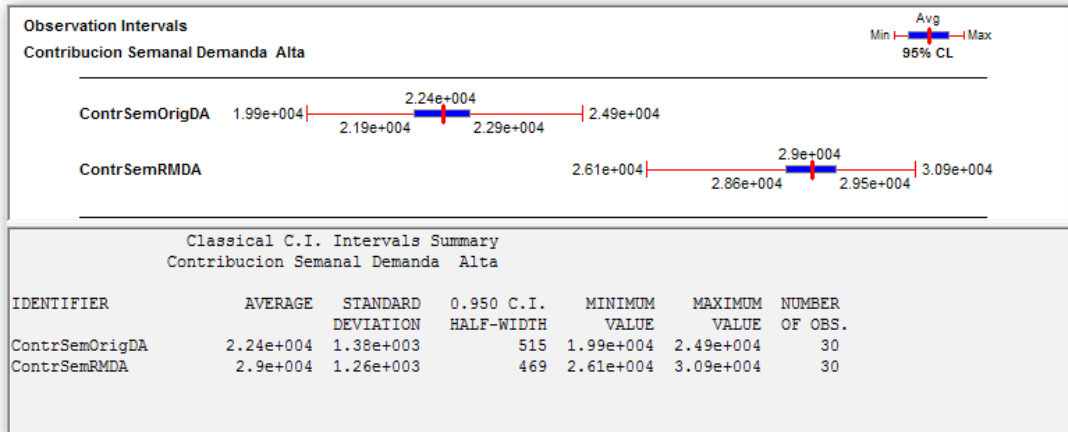 Observation Intervals
Contribucion Semanal Demanda Alta
Avg
Min Max
95% CL
ContrSemOrigDA 1.99e+004 2.24e+004 2.49e+004
2.19e+004 2.29e+004
ContrSemRMDA 2.61e+004 2.9e+004 3.09e+004
2.86e+004 2.95e+004
Classical C.I. Intervals Summary
Contribucion Semanal Demanda Alta
IDENTIFIER AVERAGE STANDARD 0.950 C.I. MINIMUM MAXIMUM NUMBER
DEVIATION HALF-WIDTH VALUE VALUE OF OBS.
ContrSemOrigDA 2.24e+004 1.38e+003 515 1.99e+004 2.49e+004 30
ContrSemRMDA 2.9e+004 1.26e+003 469 2.61e+004 3.09e+004 30